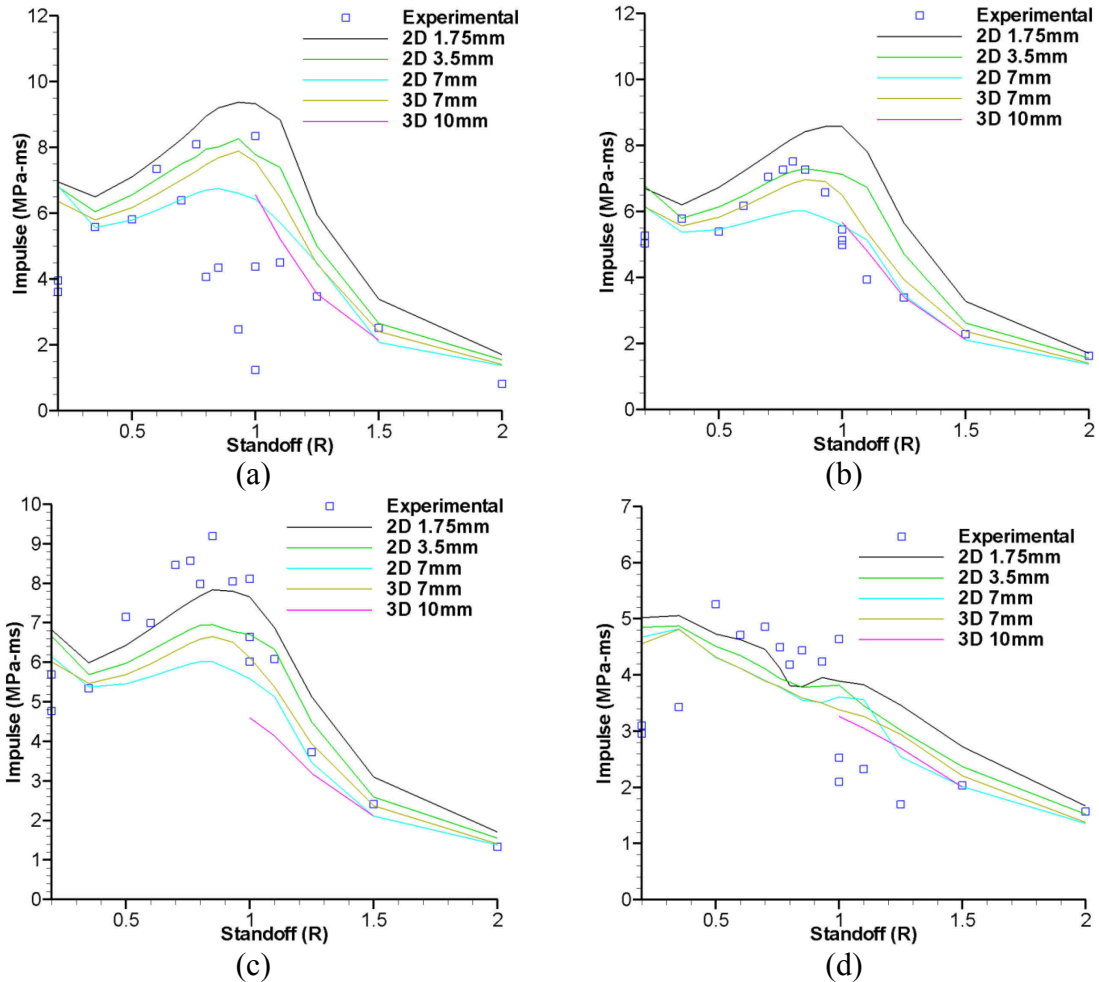 12
10
8
6
4
2
0
Impulse (MPa-ms)
Experimental
2D 1.75mm
2D 3.5mm
2D 7mm
3D 7mm
3D 10mm
0.5
1
1.5
2
Standoff (R)
(a)
12
10
8
6
4
2
0
Impulse (MPa-ms)
Experimental
2D 1.75mm
2D 3.5mm
2D 7mm
3D 7mm
3D 10mm
0.5
1
1.5
2
Standoff (R)
(b)
10
9
8
7
6
5
4
3
2
1
0
Impulse (MPa-ms)
Experimental
2D 1.75mm
2D 3.5mm
2D 7mm
3D 7mm
3D 10mm
0.5
1
1.5
2
Standoff (R)
(c)
7
6
5
4
3
2
1
0
Impulse (MPa-ms)
Experimental
2D 1.75mm
2D 3.5mm
2D 7mm
3D 7mm
3D 10mm
0.5
1
1.5
2
Standoff (R)
(d)